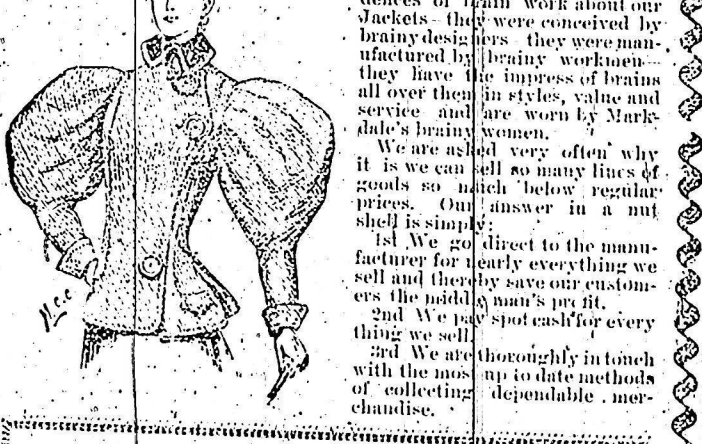 dences of brain work about our
Jackets - they were conceived by
brainy designers they were man-
ufactured by brainy workmen -
they have the impress of brains
all over them in styles, value and
service and are worn by Mark-
dale's brainy women.
We are asked very often why
it is we can sell so many lines of
goods so much below regular
prices. Our answer in a nut
shell is simply:
1st We go direct to the manu-
facturer for nearly everything we
sell and thereby save our custom-
ers the middle man's profit.
2nd We pay spot cash for every
thing we sell.
3rd We are thoroughly in touch
with the most up to date methods
of collecting dependable mer-
chandise.